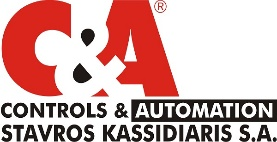 C&A®
CONTROLS & AUTOMATION
STAVROS KASSIDIARIS S.A.